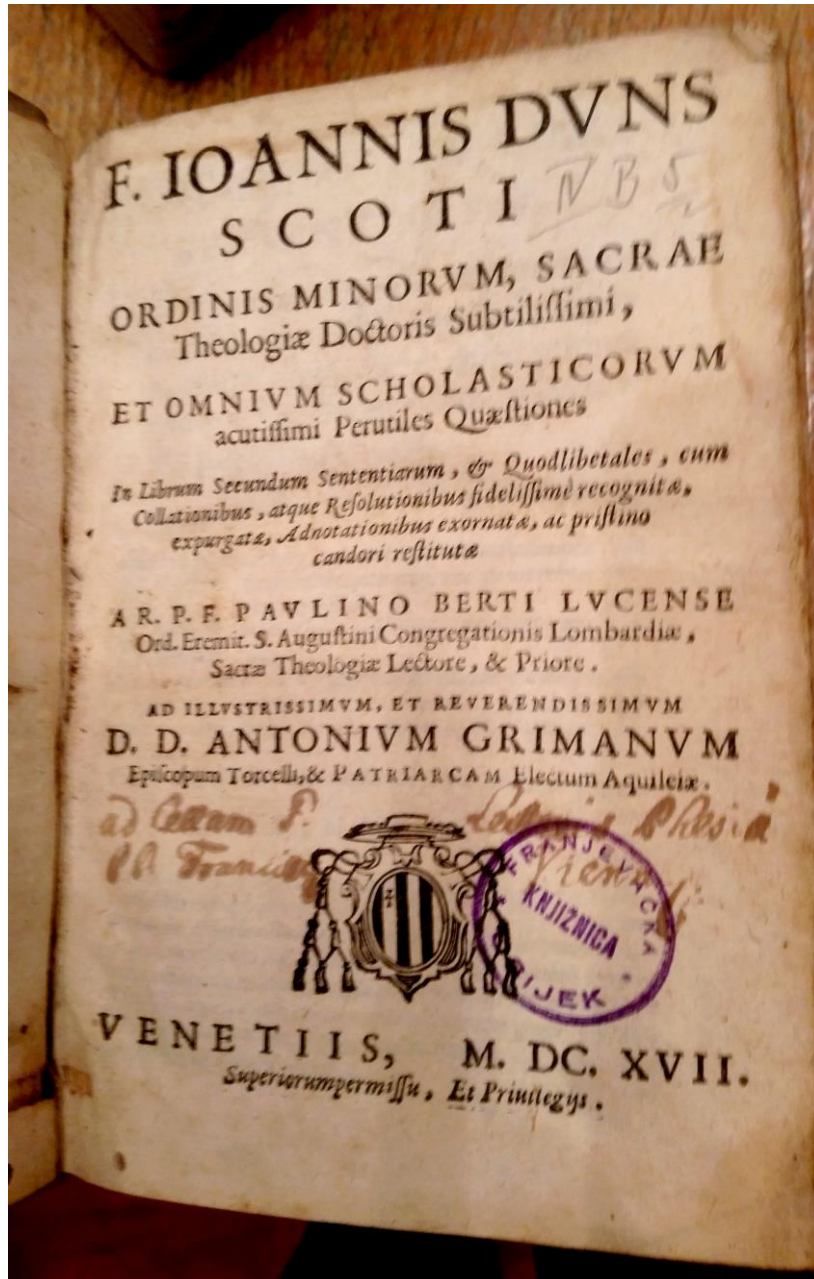 F. IOANNIS DVNS
SCOTI
IV B 5
ORDINIS MINORVM, SACRAE
Theologiæ Doctoris Subtiliſſimi,
ET OMNIVM SCHOLASTICORVM
acutiſſimi Perutiles Quæſtiones
In Librum Secundum Sententiarum, & Quodlibetales, cum
Collationibus, atque Reſolutionibus fideliſſimè recognitæ,
expurgatæ, Adnotationibus exornatæ, ac priſtino
candori reſtitutæ
A R. P. F. PAVLINO BERTI LVCENSE
Ord. Eremit. S. Auguſtini Congregationis Lombardiæ,
Sacræ Theologiæ Lectore, & Priore.
AD ILLVSTRISSIMVM, ET REVERENDISSIMVM
D. D. ANTONIVM GRIMANVM
Epiſcopum Torcelli, & PATRIARCAM Electum Aquileiæ.
ad F.
FRANJEVAČKA
KNJIŽNICA
VENETIIS, M. DC. XVII.
Superiorum permiſſu, Et Priuilegijs.